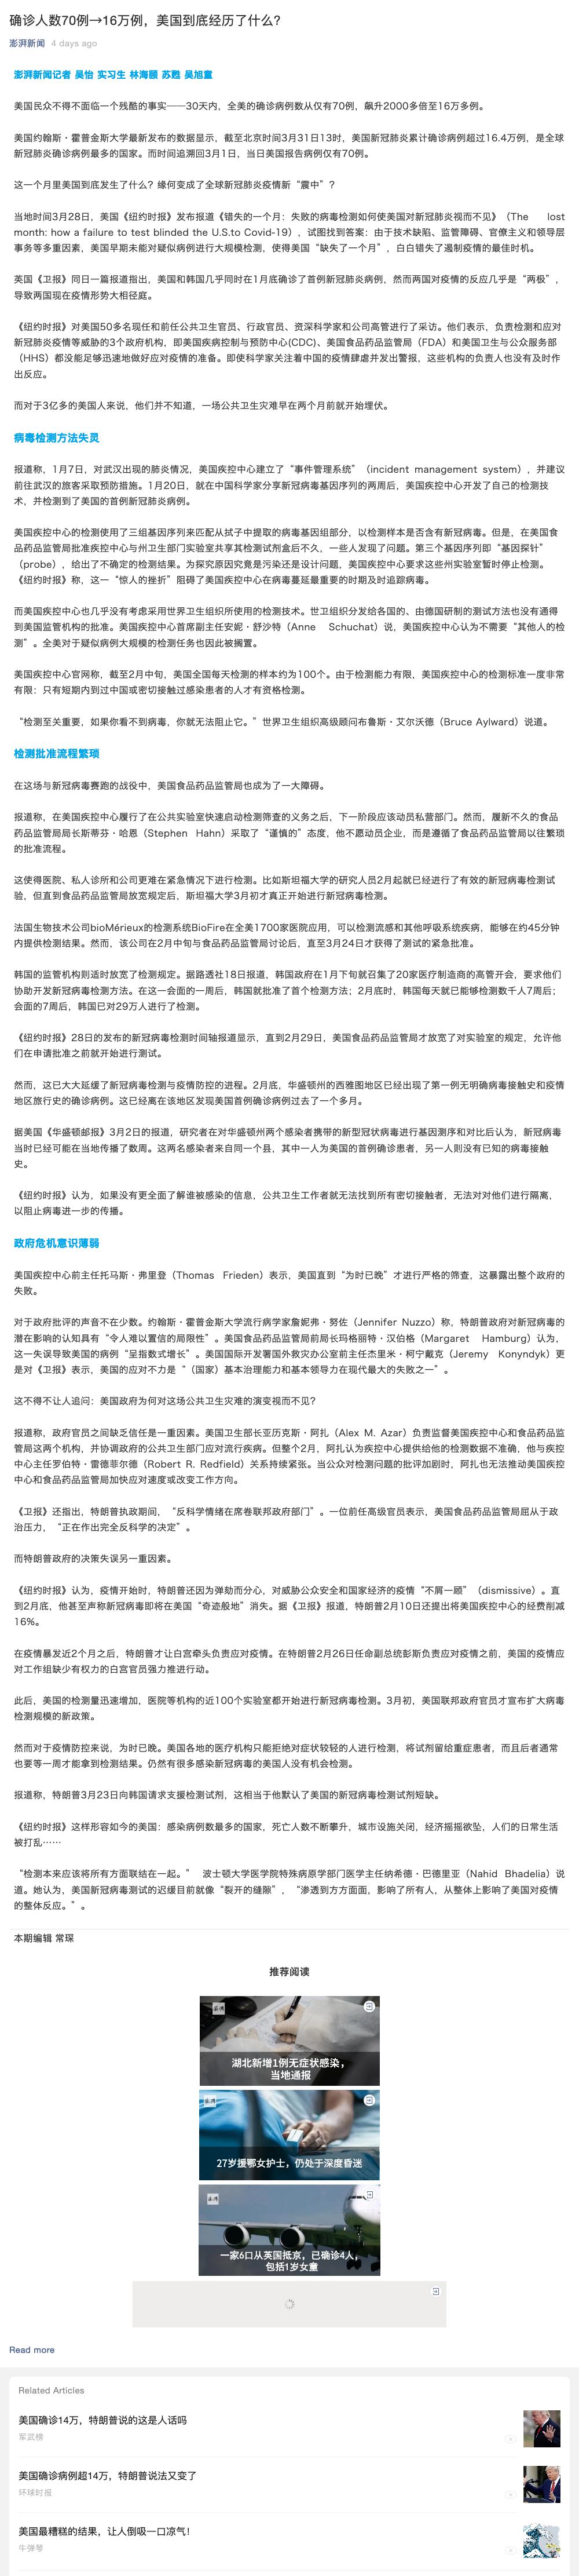 确诊人数70例→16万例，美国到底经历了什么?
澎湃新闻 4 days ago
澎湃新闻记者 吴怡 实习生 林海颐 苏甦 吴旭童
美国民众不得不面临一个残酷的事实——30天内，全美的确诊病例数从仅有70例，飙升2000多倍至16万多例。
美国约翰斯·霍普金斯大学最新发布的数据显示，截至北京时间3月31日13时，美国新冠肺炎累计确诊病例超过16.4万例，是全球
新冠肺炎确诊病例最多的国家。而时间追溯回3月1日，当日美国报告病例仅有70例。
这一个月里美国到底发生了什么？緣何变成了全球新冠肺炎疫情新“震中”？
当地时间3月28日，美国《纽约时报》发布报道《错失的一个月：失败的病毒检测如何使美国对新冠肺炎视而不见》（The lost
month: how a failure to test blinded the U.S.to Covid-19），试图找到答案：由于技术缺陷、监管障碍、官僚主义和领导层
事务等多重因素，美国早期未能对疑似病例进行大规模检测，使得美国“缺失了一个月”，白白错失了遏制疫情的最佳时机。
英国《卫报》同日一篇报道指出，美国和韩国几乎同时在1月底确诊了首例新冠肺炎病例，然而两国对疫情的反应几乎是“两极”，
导致两国现在疫情形势大相径庭。
《纽约时报》对美国50多名现任和前任公共卫生官员、行政官员、资深科学家和公司高管进行了采访。他们表示，负责检测和应对
新冠肺炎疫情等威胁的3个政府机构，即美国疾病控制与预防中心(CDC)、美国食品药品监管局（FDA）和美国卫生与公众服务部
（HHS）都没能足够迅速地做好应对疫情的准备。即使科学家关注着中国的疫情肆虐并发出警报，这些机构的负责人也没有及时作
出反应。
而对于3亿多的美国人来说，他们并不知道，一场公共卫生灾难早在两个月前就开始埋伏。
病毒检测方法失灵
报道称，1月7日，对武汉出现的肺炎情况，美国疾控中心建立了“事件管理系统”（incident management system），并建议
前往武汉的旅客采取预防措施。1月20日，就在中国科学家分享新冠病毒基因序列的两周后，美国疾控中心开发了自己的检测技
术，并检测到了美国的首例新冠肺炎病例。
美国疾控中心的检测使用了三组基因序列来匹配从拭子中提取的病毒基因组部分，以检测样本是否含有新冠病毒。但是，在美国食
品药品监管局批准疾控中心与州卫生部门实验室共享其检测试剂盒后不久，一些人发现了问题。第三个基因序列即“基因探针”
（probe），给出了不确定的检测结果。为探究原因究竟是污染还是设计问题，美国疾控中心要求这些州实验室暂时停止检测。
《纽约时报》称，这一“惊人的挫折”阻碍了美国疾控中心在病毒蔓延最重要的时期及时追踪病毒。
而美国疾控中心也几乎没有考虑采用世界卫生组织所使用的检测技术。世卫组织分发给各国的、由德国研制的测试方法也没有通得
到美国监管机构的批准。美国疾控中心首席副主任安妮·舒沙特（Anne Schuchat）说，美国疾控中心认为不需要“其他人的检
测”。全美对于疑似病例大规模的检测任务也因此被搁置。
美国疾控中心官网称，截至2月中旬，美国全国每天检测的样本约为100个。由于检测能力有限，美国疾控中心的检测标准一度非常
有限：只有短期内到过中国或密切接触过感染患者的人才有资格检测。
“检测至关重要，如果你看不到病毒，你就无法阻止它。”世界卫生组织高级顾问布鲁斯·艾尔沃德（Bruce Aylward）说道。
检测批准流程繁琐
在这场与新冠病毒赛跑的战役中，美国食品药品监管局也成为了一大障碍。
报道称，在美国疾控中心履行了在公共实验室快速启动检测筛查的义务之后，下一阶段应该动员私营部门。然而，履新不久的食品
药品监管局局长斯蒂芬·哈恩（Stephen Hahn）采取了“谨慎的”态度，他不愿动员企业，而是遵循了食品药品监管局以往繁琐
的批准流程。
这使得医院、私人诊所和公司更难在紧急情况下进行检测。比如斯坦福大学的研究人员2月起就已经进行了有效的新冠病毒检测试
验，但直到食品药品监管局放宽规定后，斯坦福大学3月初才真正开始进行新冠病毒检测。
法国生物技术公司bioMérieux的检测系统BioFire在全美1700家医院应用，可以检测流感和其他呼吸系统疾病，能够在约45分钟
内提供检测结果。然而，该公司在2月中旬与食品药品监管局讨论后，直至3月24日才获得了测试的紧急批准。
韩国的监管机构则适时放宽了检测规定。据路透社18日报道，韩国政府在1月下旬就召集了20家医疗制造商的高管开会，要求他们
协助开发新冠病毒检测方法。在这一会面的一周后，韩国就批准了首个检测方法；2月底时，韩国每天就已能够检测数千人7周后；
会面的7周后，韩国已对29万人进行了检测。
《纽约时报》28日的发布的新冠病毒检测时间轴报道显示，直到2月29日，美国食品药品监管局才放宽了对实验室的规定，允许他
们在申请批准之前就开始进行测试。
然而，这已大大延缓了新冠病毒检测与疫情防控的进程。2月底，华盛顿州的西雅图地区已经出现了第一例无明确病毒接触史和疫情
地区旅行史的确诊病例。这已经离在该地区发现美国首例确诊病例过去了一个多月。
据美国《华盛顿邮报》3月2日的报道，研究者在对华盛顿州两个感染者携带的新型冠状病毒进行基因测序和对比后认为，新冠病毒
当时已经可能在当地传播了数周。这两名感染者来自同一个县，其中一人为美国的首例确诊患者，另一人则没有已知的病毒接触
史。
《纽约时报》认为，如果没有更全面了解谁被感染的信息，公共卫生工作者就无法找到所有密切接触者，无法对对他们进行隔离，
以阻止病毒进一步的传播。
政府危机意识薄弱
美国疾控中心前主任托马斯·弗里登（Thomas Frieden）表示，美国直到“为时已晚”才进行严格的筛查，这暴露出整个政府的
失败。
对于政府批评的声音不在少数。约翰斯·霍普金斯大学流行病学家詹妮弗·努佐（Jennifer Nuzzo）称，特朗普政府对新冠病毒的
潜在影响的认知具有“令人难以置信的局限性”。美国食品药品监管局前局长玛格丽特·汉伯格（Margaret Hamburg）认为，
这一失误导致美国的病例“呈指数式增长”。美国国际开发署国外救灾办公室前主任杰里米·柯宁戴克（Jeremy Konyndyk）更
是对《卫报》表示，美国的应对不力是“（国家）基本治理能力和基本领导力在现代最大的失败之一”。
这不得不让人追问：美国政府为何对这场公共卫生灾难的演变视而不见？
报道称，政府官员之间缺乏信任是一重因素。美国卫生部长亚历克斯·阿扎（Alex M. Azar）负责监督美国疾控中心和食品药品监
管局这两个机构，并协调政府的公共卫生部门应对流行疾病。但整个2月，阿扎认为疾控中心提供给他的检测数据不准确，他与疾控
中心主任罗伯特·雷德菲尔德（Robert R. Redfield）关系持续紧张。当公众对检测问题的批评加剧时，阿扎也无法推动美国疾控
中心和食品药品监管局加快应对速度或改变工作方向。
《卫报》还指出，特朗普执政期间，“反科学情绪在席卷联邦政府部门”。一位前任高级官员表示，美国食品药品监管局屈从于政
治压力，“正在作出完全反科学的决定”。
而特朗普政府的决策失误另一重因素。
《纽约时报》认为，疫情开始时，特朗普还因为弹劾而分心，对威胁公众安全和国家经济的疫情“不屑一顾”（dismissive）。直
到2月底，他甚至声称新冠病毒即将在美国“奇迹般地”消失。据《卫报》报道，特朗普2月10日还提出将美国疾控中心的经费削减
16%。
在疫情暴发近2个月之后，特朗普才让白宫牵头负责应对疫情。在特朗普2月26日任命副总统彭斯负责应对疫情之前，美国的疫情应
对工作组缺少有权力的白宫官员强力推进行动。
此后，美国的检测量迅速增加，医院等机构的近100个实验室都开始进行新冠病毒检测。3月初，美国联邦政府官员才宣布扩大病毒
检测规模的新政策。
然而对于疫情防控来说，为时已晚。美国各地的医疗机构只能拒绝对症状较轻的人进行检测，将试剂留给重症患者，而且后者通常
也要等一周才能拿到检测结果。仍然有很多感染新冠病毒的美国人没有机会检测。
报道称，特朗普3月23日向韩国请求支援检测试剂，这相当于他默认了美国的新冠病毒检测试剂短缺。
《纽约时报》这样形容如今的美国：感染病例数最多的国家，死亡人数不断攀升，城市设施关闭，经济摇摇欲坠，人们的日常生活
被打乱……
“检测本来应该将所有方面联结在一起。” 波士顿大学医学院特殊病原学部门医学主任纳希德·巴德里亚（Nahid Bhadelia）说
道。她认为，美国新冠病毒测试的迟缓目前就像“裂开的缝隙”，“渗透到方方面面，影响了所有人，从整体上影响了美国对疫情
的整体反应。”。
本期编辑 常琛
推荐阅读
湖北新增1例无症状感染，
当地通报
27岁援鄂女护士，仍处于深度昏迷
一家6口从英国抵京，已确诊4人，
包括1岁女童
Read more
Related Articles
美国确诊14万，特朗普说的这是人话吗
军武榜
美国确诊病例超14万，特朗普说法又变了
环球时报
美国最糟糕的结果，让人倒吸一口凉气！
牛弹琴